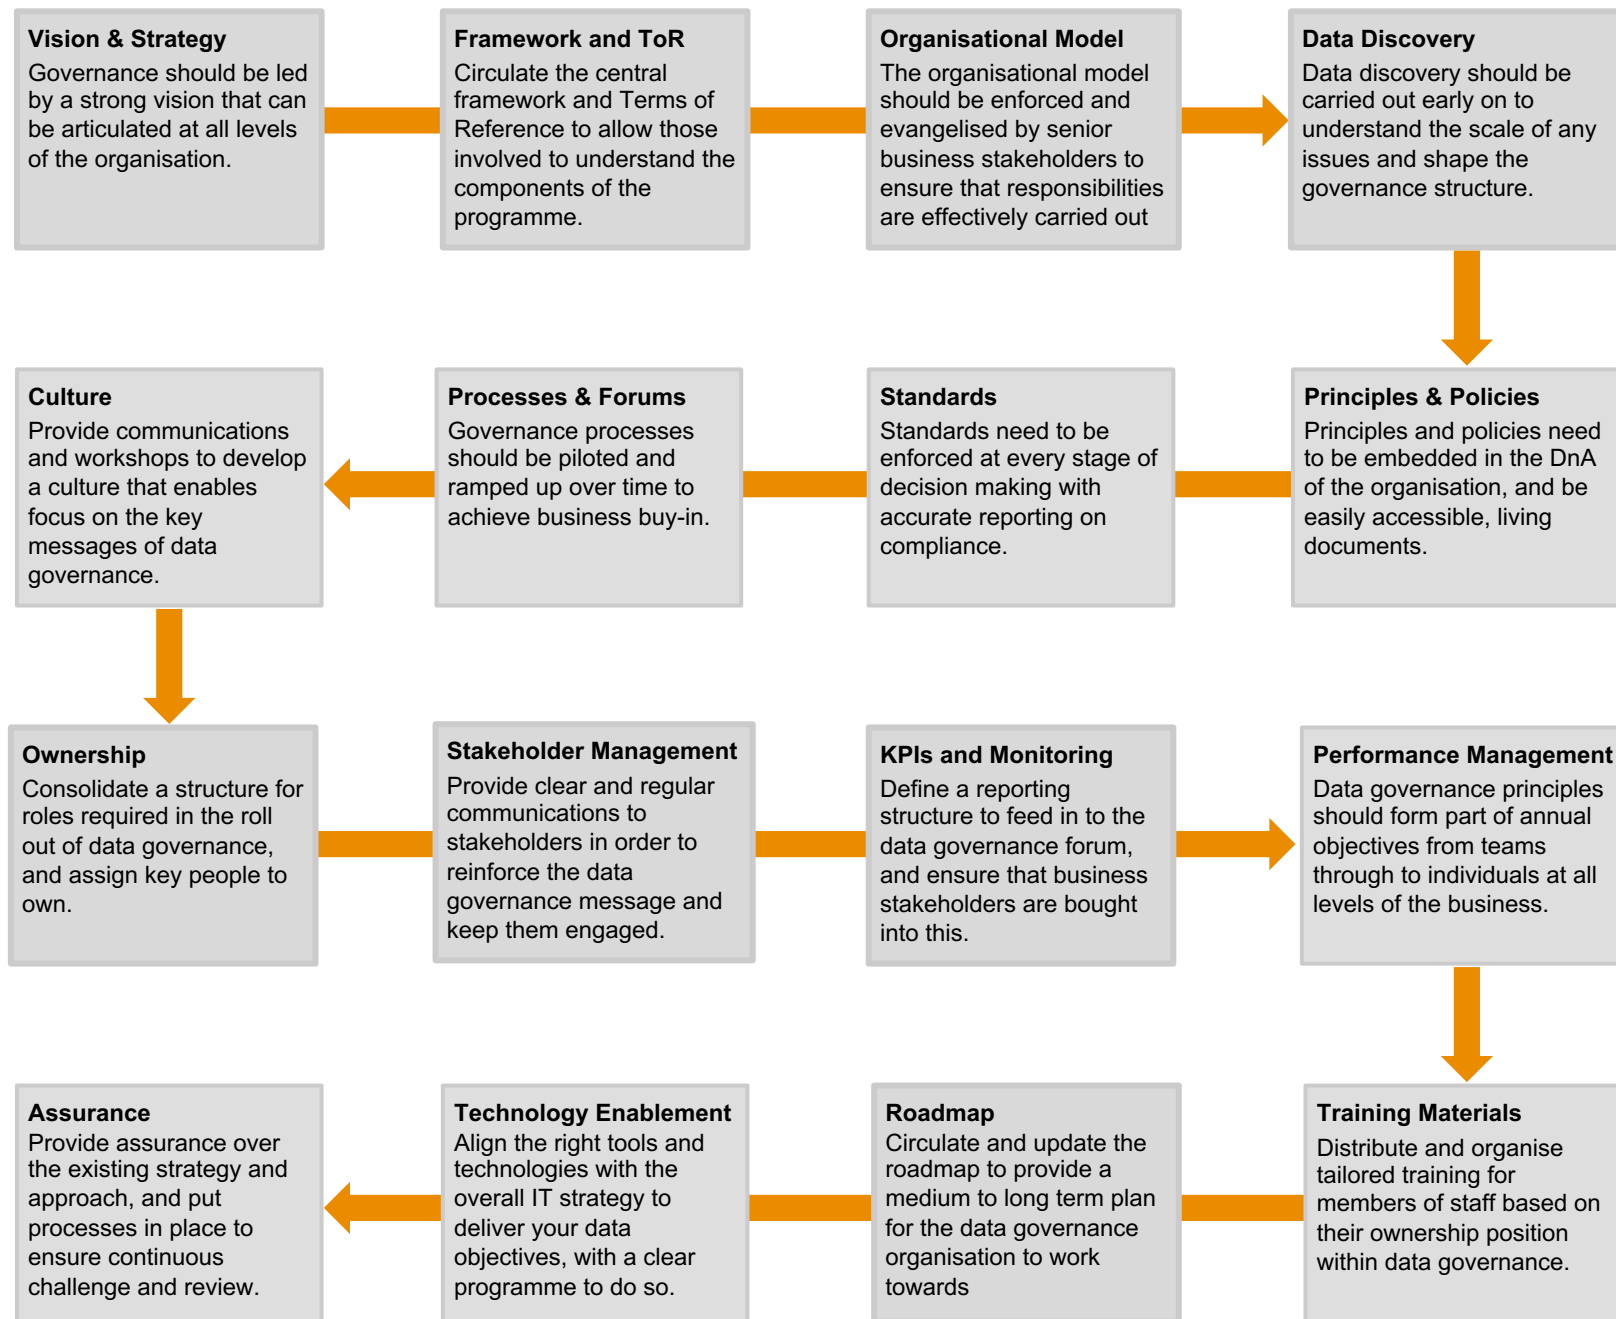 Vision & Strategy
Governance should be led
by a strong vision that can
be articulated at all levels
of the organisation.
Framework and ToR
Circulate the central
framework and Terms of
Reference to allow those
involved to understand the
components of the
programme.
Organisational Model
The organisational model
should be enforced and
evangelised by senior
business stakeholders to
ensure that responsibilities
are effectively carried out
Data Discovery
Data discovery should be
carried out early on to
understand the scale of any
issues and shape the
governance structure.
Principles & Policies
Principles and policies need
to be embedded in the DnA
of the organisation, and be
easily accessible, living
documents.
Standards
Standards need to be
enforced at every stage of
decision making with
accurate reporting on
compliance.
Processes & Forums
Governance processes
should be piloted and
ramped up over time to
achieve business buy-in.
Culture
Provide communications
and workshops to develop
a culture that enables
focus on the key
messages of data
governance.
Ownership
Consolidate a structure for
roles required in the roll
out of data governance,
and assign key people to
own.
Stakeholder Management
Provide clear and regular
communications to
stakeholders in order to
reinforce the data
governance message and
keep them engaged.
KPIs and Monitoring
Define a reporting
structure to feed in to the
data governance forum,
and ensure that business
stakeholders are bought
into this.
Performance Management
Data governance principles
should form part of annual
objectives from teams
through to individuals at all
levels of the business.
Training Materials
Distribute and organise
tailored training for
members of staff based on
their ownership position
within data governance.
Roadmap
Circulate and update the
roadmap to provide a
medium to long term plan
for the data governance
organisation to work
towards
Technology Enablement
Align the right tools and
technologies with the
overall IT strategy to
deliver your data
objectives, with a clear
programme to do so.
Assurance
Provide assurance over
the existing strategy and
approach, and put
processes in place to
ensure continuous
challenge and review.